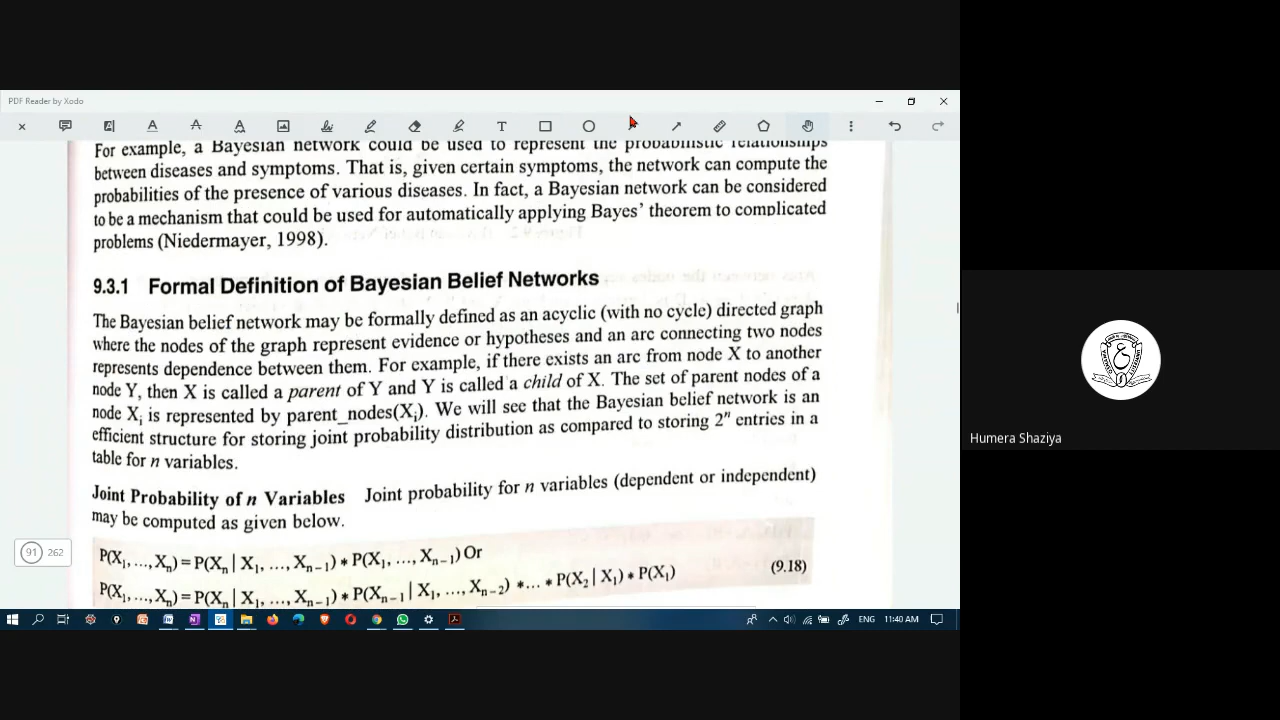 PDF Reader by Xodo
For example, a Bayesian network could be used to represent the probabilistic relationships
between diseases and symptoms. That is, given certain symptoms, the network can compute the
probabilities of the presence of various diseases. In fact, a Bayesian network can be considered
to be a mechanism that could be used for automatically applying Bayes' theorem to complicated
problems (Niedermayer, 1998).
9.3.1 Formal Definition of Bayesian Belief Networks
The Bayesian belief network may be formally defined as an acyclic (with no cycle) directed graph
where the nodes of the graph represent evidence or hypotheses and an arc connecting two nodes
represents dependence between them. For example, if there exists an arc from node X to another
node Y, then X is called a parent of Y and Y is called a child of X. The set of parent nodes of a
node Xᵢ is represented by parent_nodes(Xᵢ). We will see that the Bayesian belief network is an
efficient structure for storing joint probability distribution as compared to storing 2ⁿ entries in a
table for n variables.
Joint Probability of n Variables Joint probability for n variables (dependent or independent)
may be computed as given below.
P(X₁, ..., Xₙ) = P(Xₙ | X₁, ..., Xₙ₋₁) * P(X₁, ..., Xₙ₋₁) Or
P(X₁, ..., Xₙ) = P(Xₙ | X₁, ..., Xₙ₋₁) * P(Xₙ₋₁ | X₁, ..., Xₙ₋₂) * ... * P(X₂ | X₁) * P(X₁) (9.18)
91 262
ENG 11:40 AM
Humera Shaziya